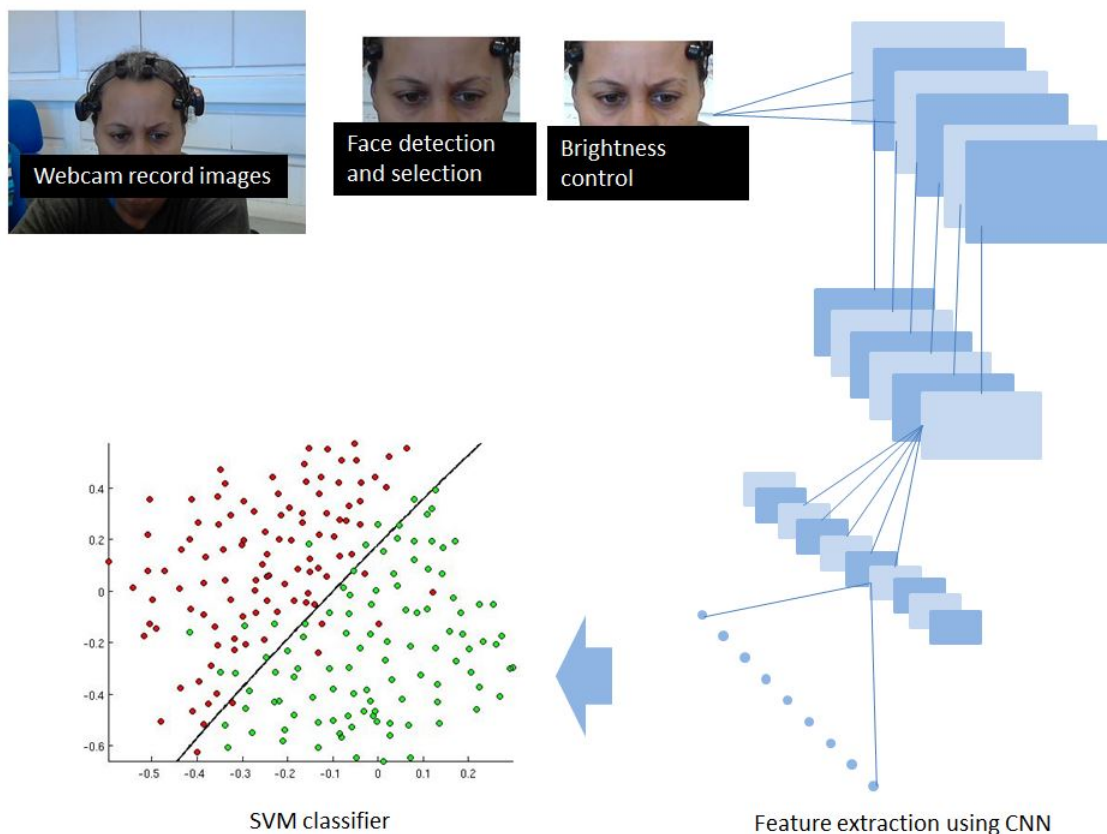 Webcam record images
Face detection
and selection
Brightness
control
0.4
0.2
0
-0.2
-0.4
-0.6
-0.5
-0.4
-0.3
-0.2
-0.1
0
0.1
0.2
SVM classifier
Feature extraction using CNN